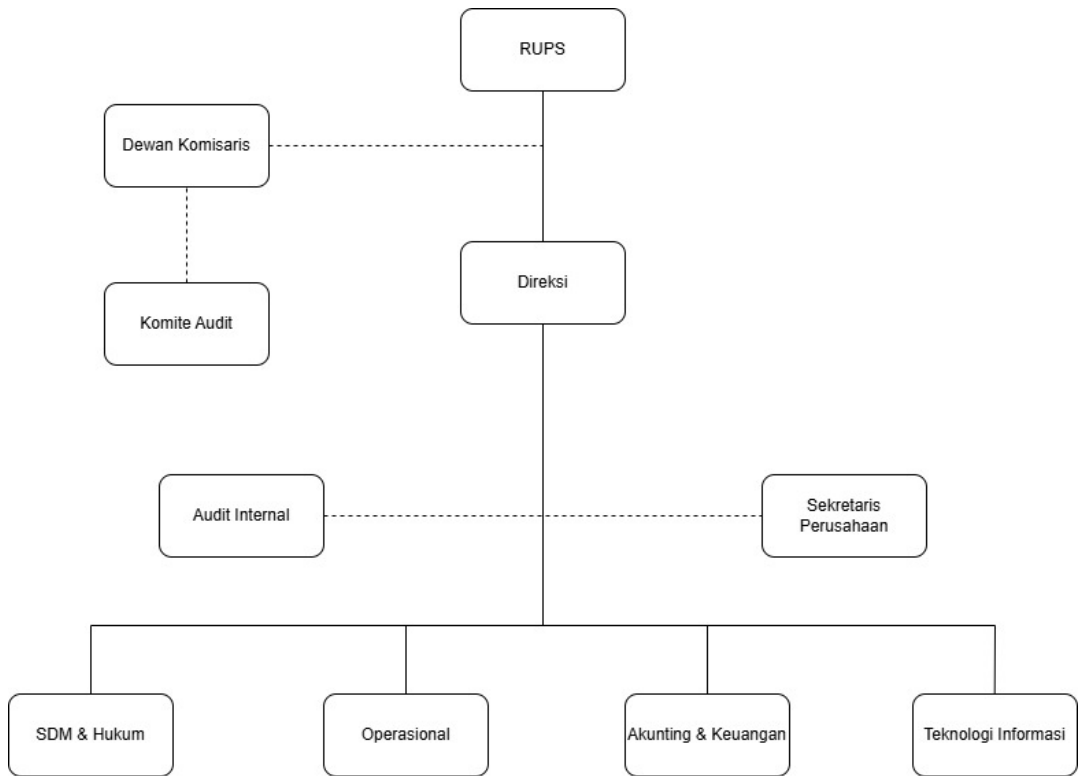 RUPS
Dewan Komisaris
Direksi
Komite Audit
Audit Internal
Sekretaris
Perusahaan
SDM & Hukum
Operasional
Akunting & Keuangan
Teknologi Informasi